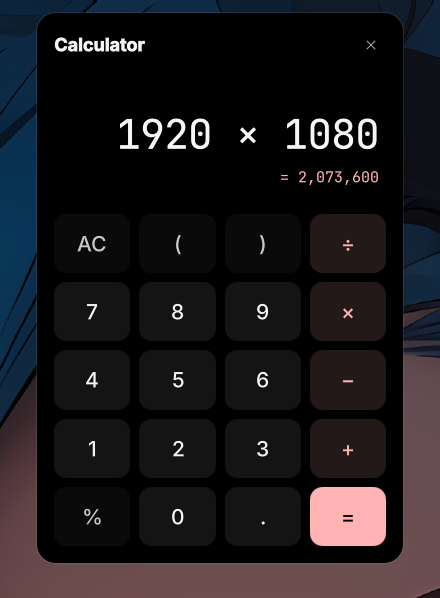 Calculator ×
1920 × 1080
= 2,073,600
AC ( ) ÷
7 8 9 ×
4 5 6 −
1 2 3 +
% 0 . =